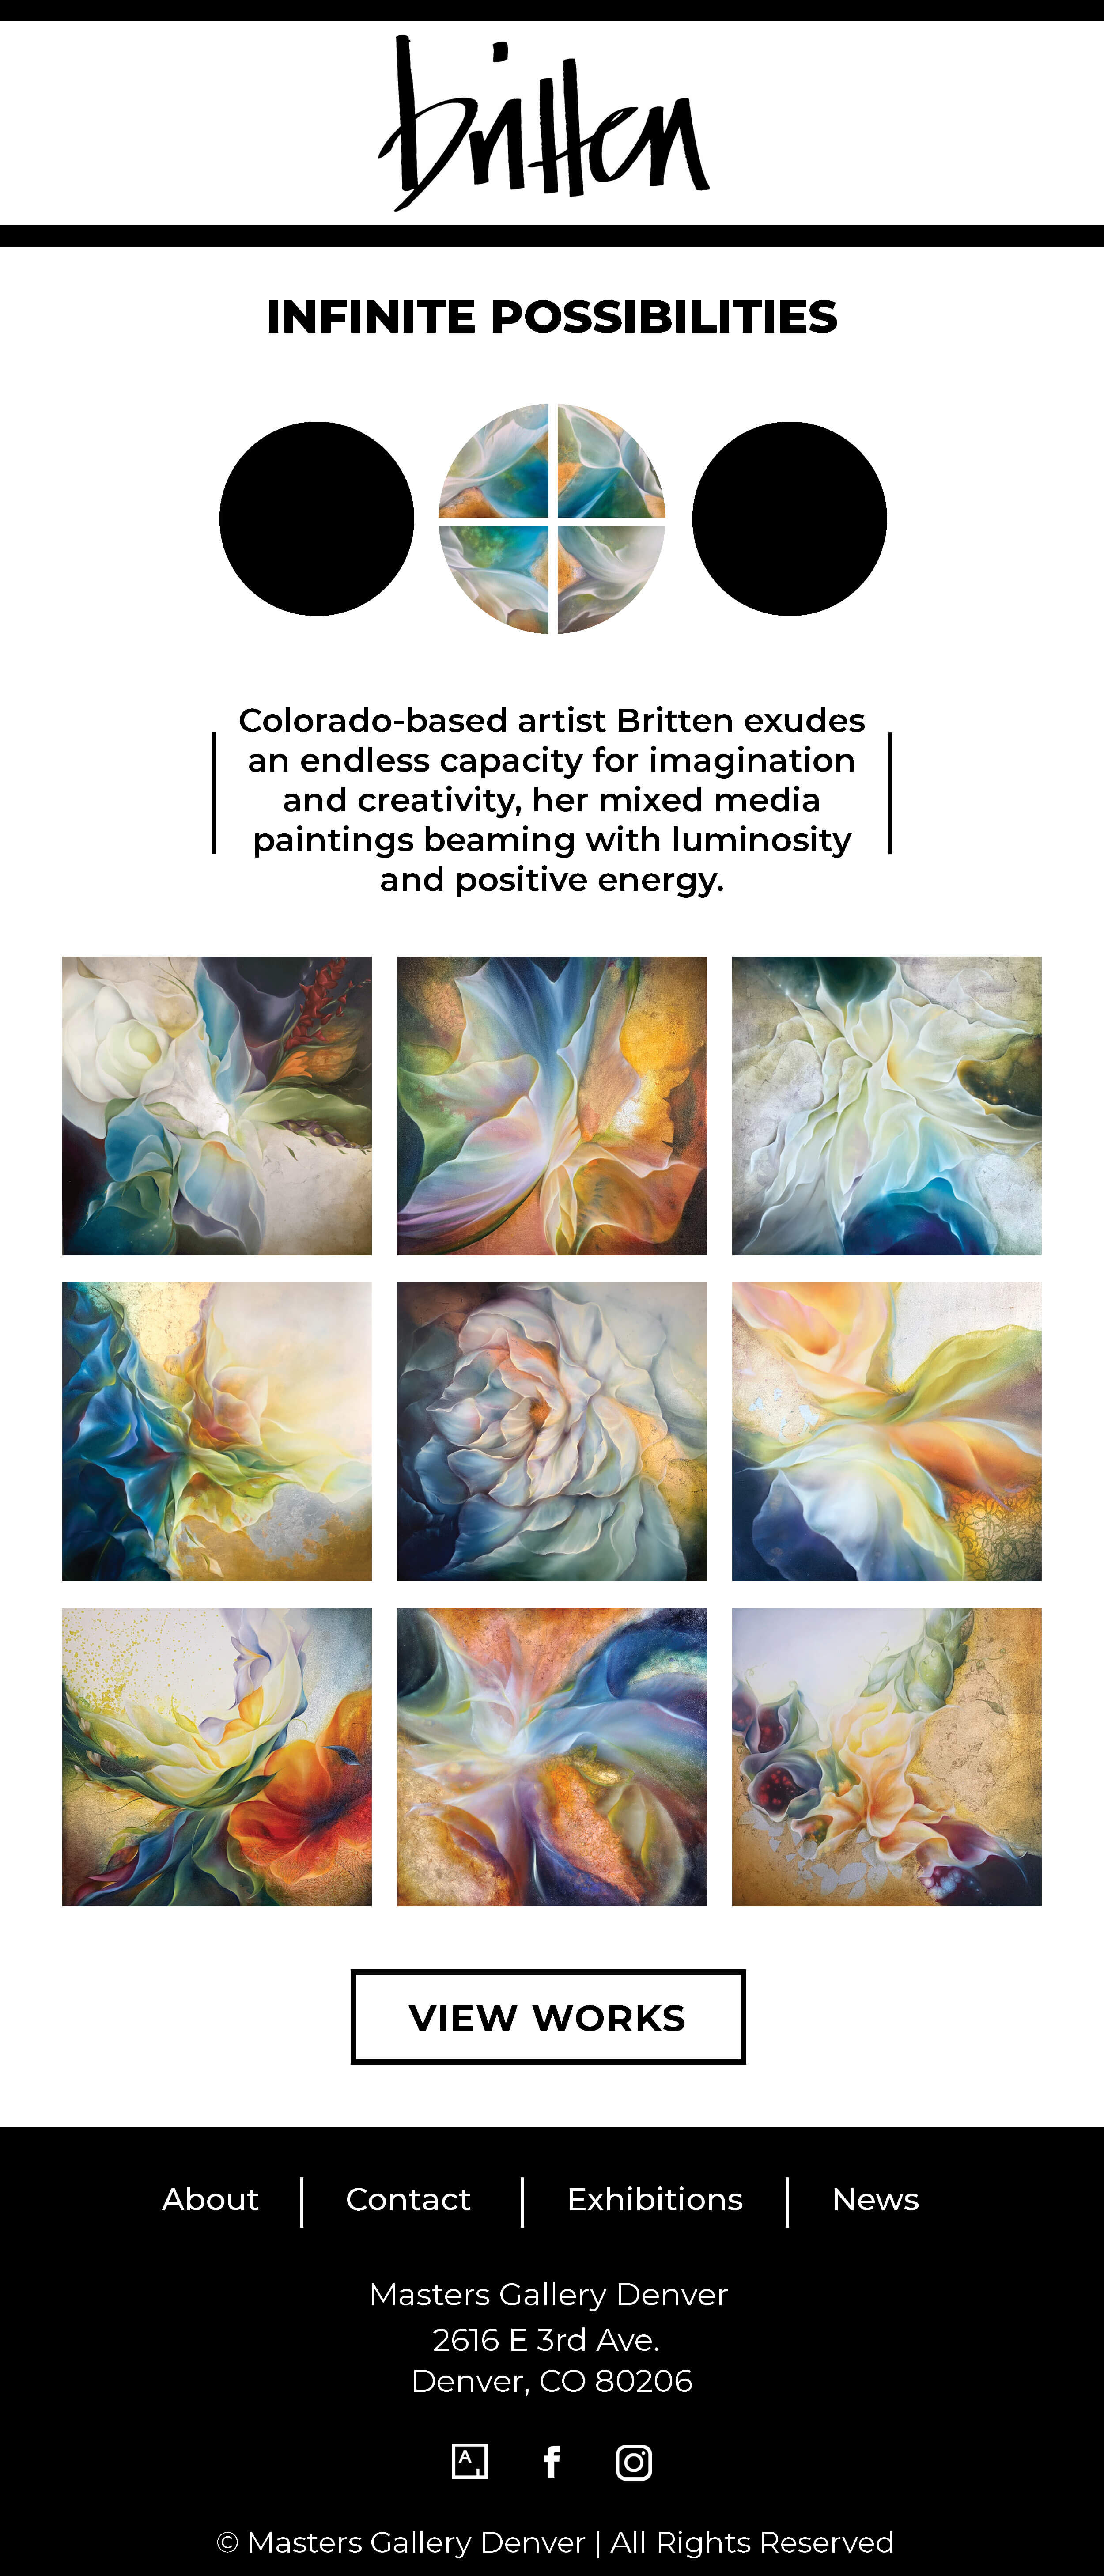 britten
INFINITE POSSIBILITIES
Colorado-based artist Britten exudes
an endless capacity for imagination
and creativity, her mixed media
paintings beaming with luminosity
and positive energy.
VIEW WORKS
About | Contact | Exhibitions | News
Masters Gallery Denver
2616 E 3rd Ave.
Denver, CO 80206
A
f
© Masters Gallery Denver | All Rights Reserved